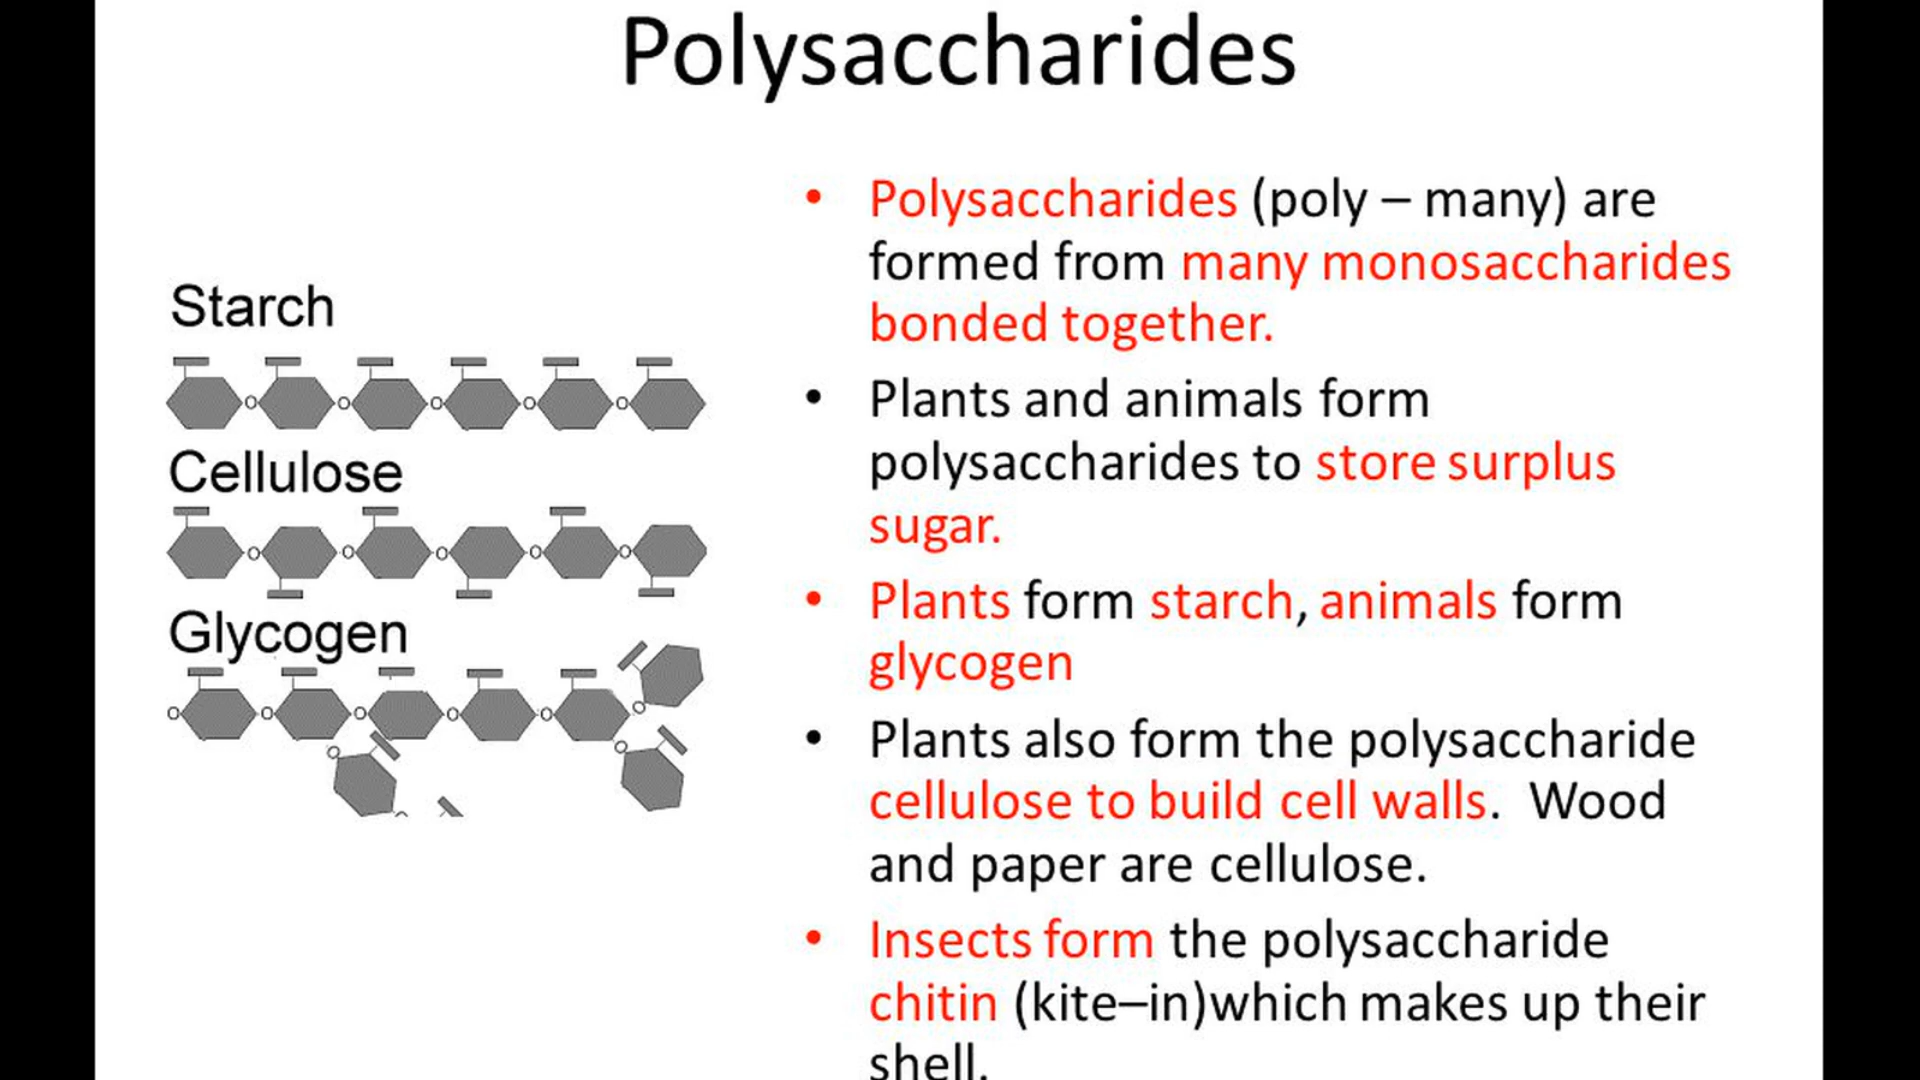 Polysaccharides
Starch
Cellulose
Glycogen
• Polysaccharides (poly – many) are
formed from many monosaccharides
bonded together.
• Plants and animals form
polysaccharides to store surplus
sugar.
• Plants form starch, animals form
glycogen
• Plants also form the polysaccharide
cellulose to build cell walls.  Wood
and paper are cellulose.
• Insects form the polysaccharide
chitin (kite–in)which makes up their
shell.